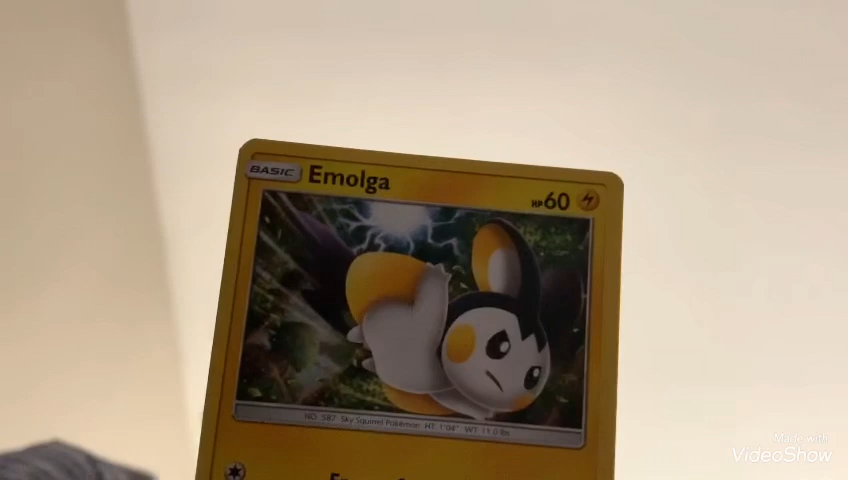 BASIC Emolga HP60
NO. 587 Sky Squirrel Pokémon HT: 1'04" WT: 11.0 lbs
Made with
VideoShow